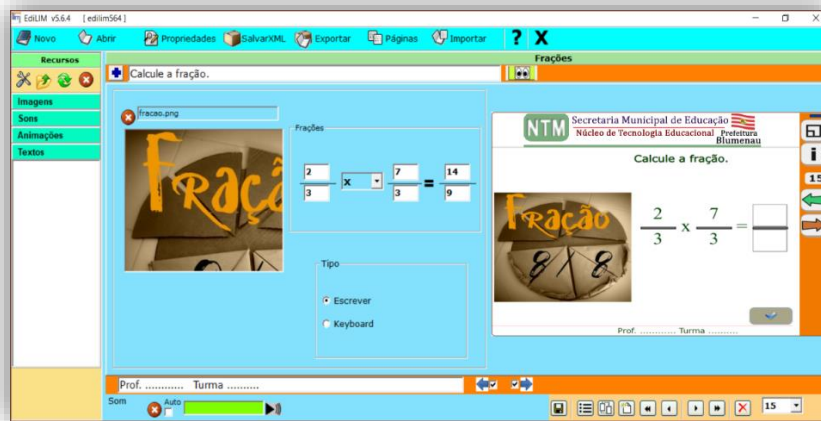 EdiLIM v5.6.4 [ edilim564 ]
Novo Abrir Propriedades SalvarXML Exportar Páginas Importar ? X
Recursos Frações
Calcule a fração.
Imagens
Sons
Animações
Textos
fracao.png
Fração
Frações
2 x 7 = 14
3 3 9
Tipo
Escrever
Keyboard
NTM Secretaria Municipal de Educação
Núcleo de Tecnologia Educacional Prefeitura
Blumenau
Calcule a fração.
Fração
8/8
2 x 7 =
3 3
15
Prof. ............ Turma ..........
Prof. ............ Turma ..........
Som Auto
15